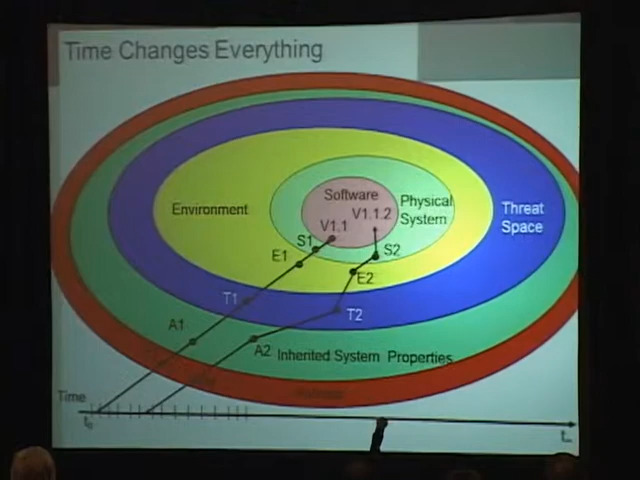 Time Changes Everything
Software
Environment
Physical
System
Threat
Space
V1.1
V1.1.2
S1
S2
E1
E2
T1
T2
A1
A2
Inherited System Properties
Time
t₀